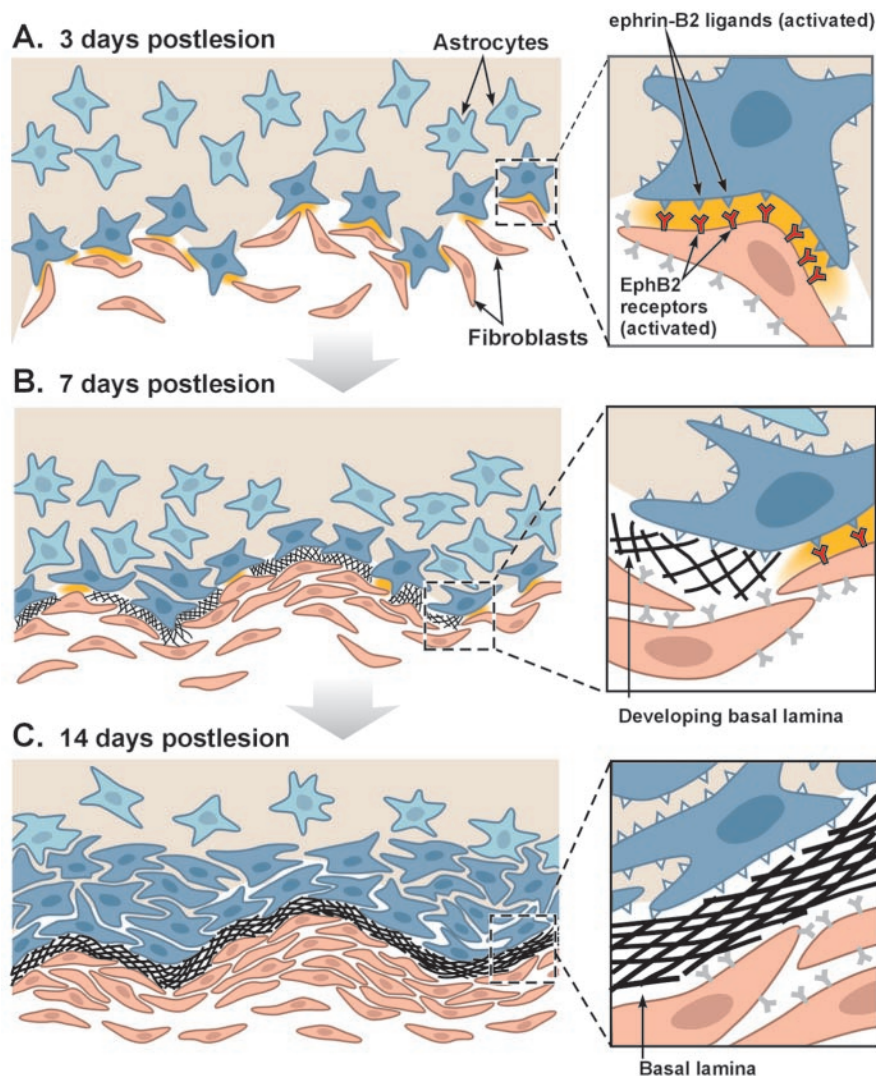 A. 3 days postlesion
Astrocytes
ephrin-B2 ligands (activated)
EphB2
receptors
(activated)
Fibroblasts
B. 7 days postlesion
Developing basal lamina
C. 14 days postlesion
Basal lamina